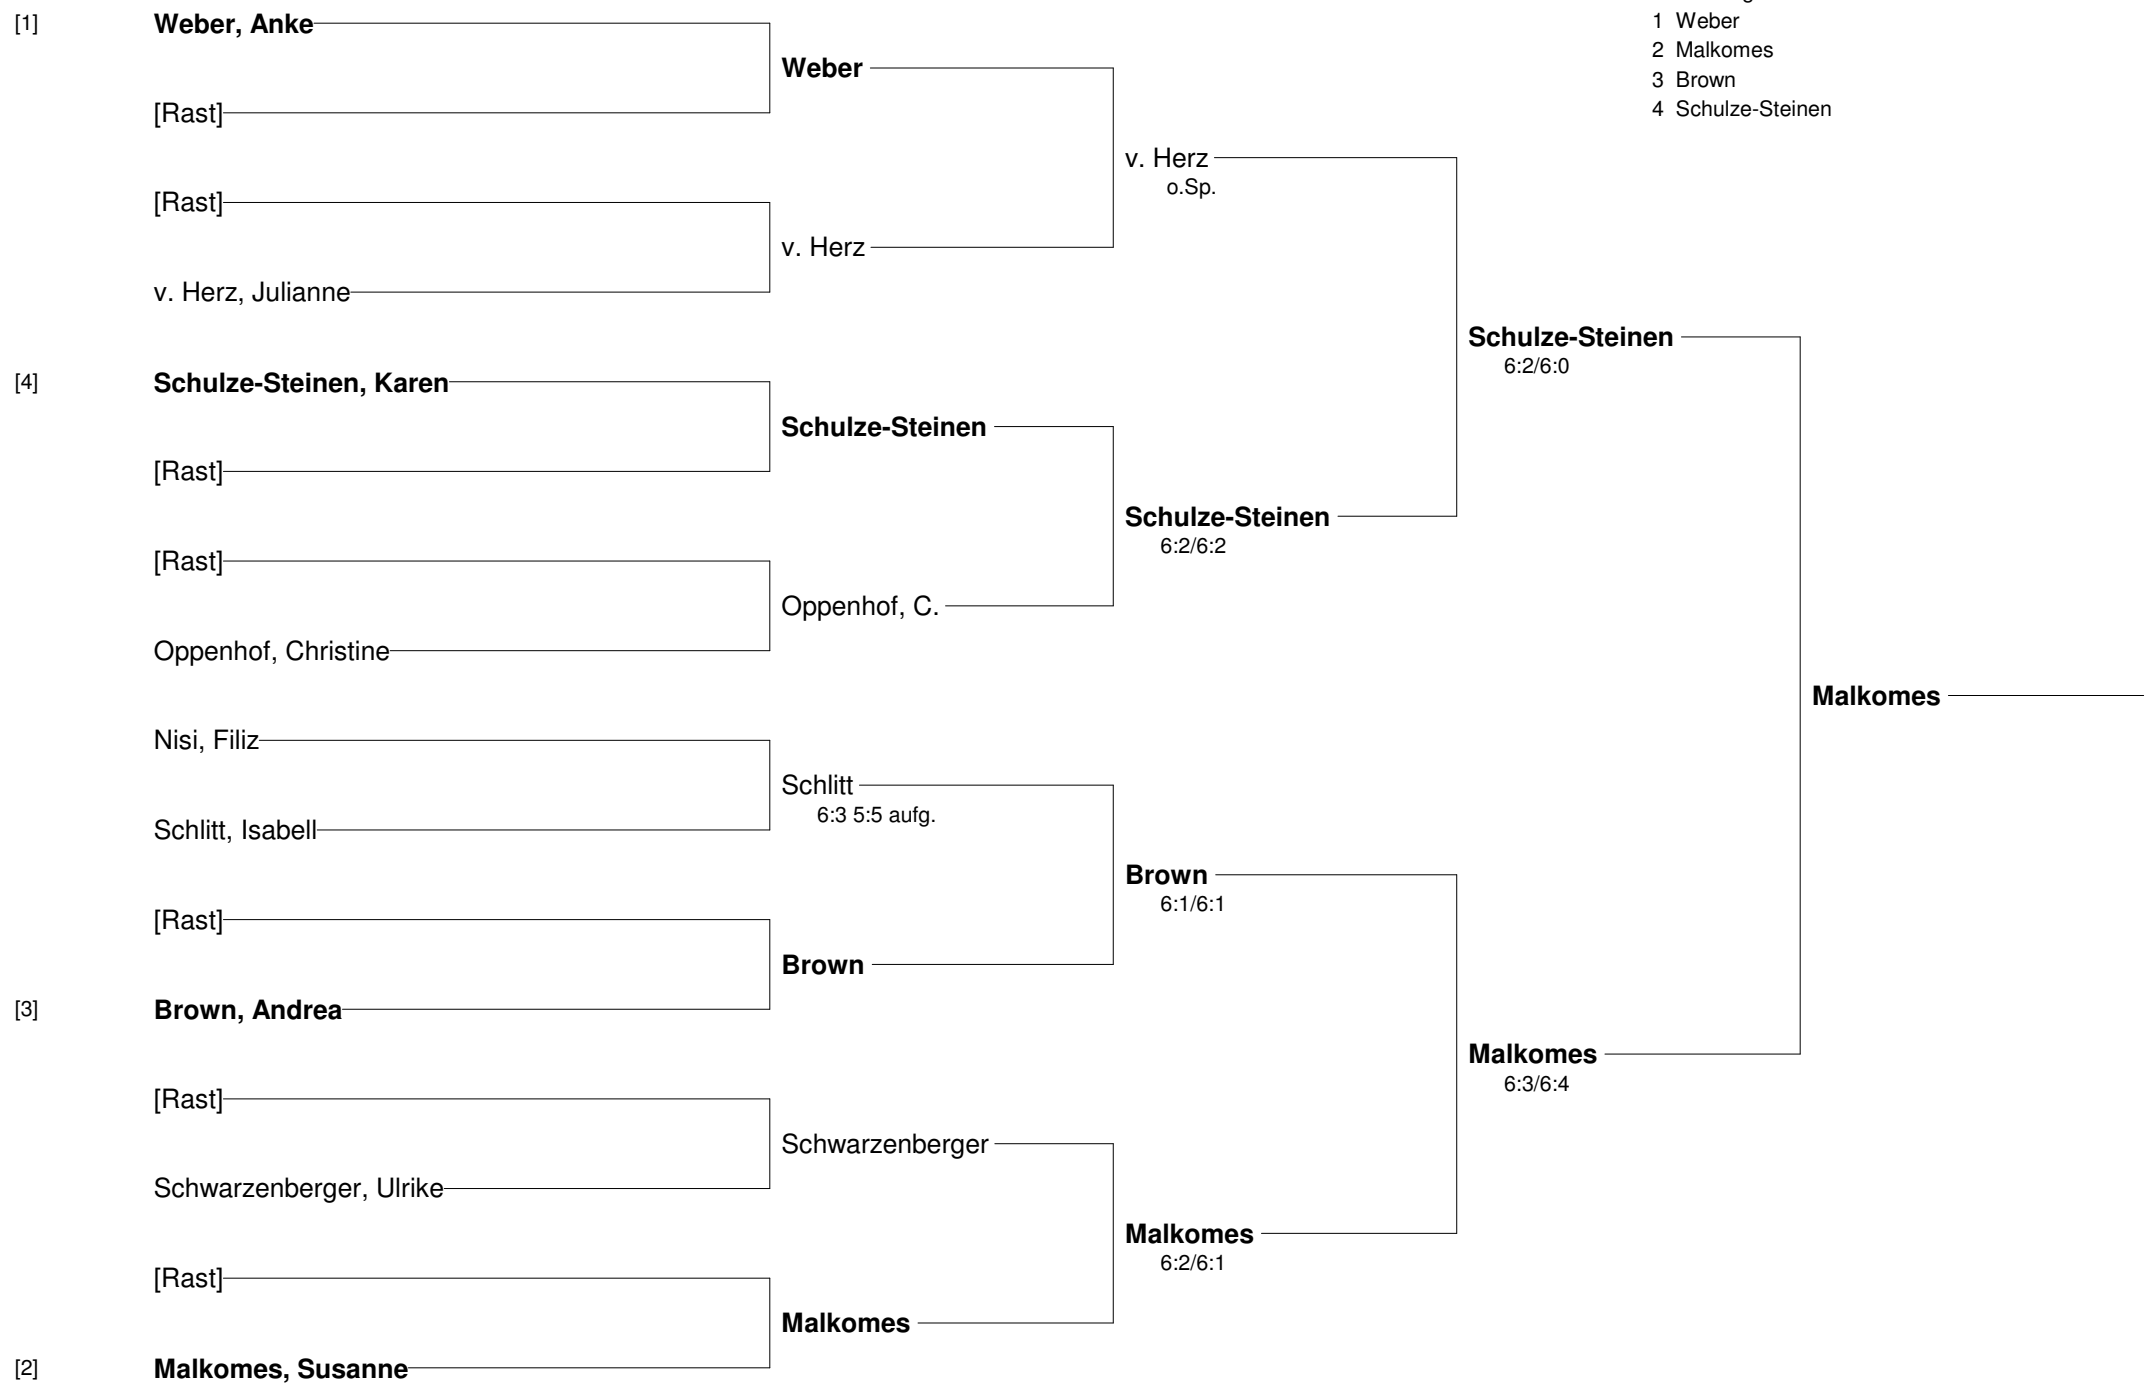 1 Weber
2 Malkomes
3 Brown
4 Schulze-Steinen
[1] Weber, Anke
[Rast]
[Rast]
v. Herz, Julianne
[4] Schulze-Steinen, Karen
[Rast]
[Rast]
Oppenhof, Christine
Nisi, Filiz
Schlitt, Isabell
[Rast]
[3] Brown, Andrea
[Rast]
Schwarzenberger, Ulrike
[Rast]
[2] Malkomes, Susanne
Weber
v. Herz
Schulze-Steinen
Oppenhof, C.
Schlitt
6:3 5:5 aufg.
Brown
Schwarzenberger
Malkomes
v. Herz
o.Sp.
Schulze-Steinen
6:2/6:2
Brown
6:1/6:1
Malkomes
6:2/6:1
Schulze-Steinen
6:2/6:0
Malkomes
6:3/6:4
Malkomes